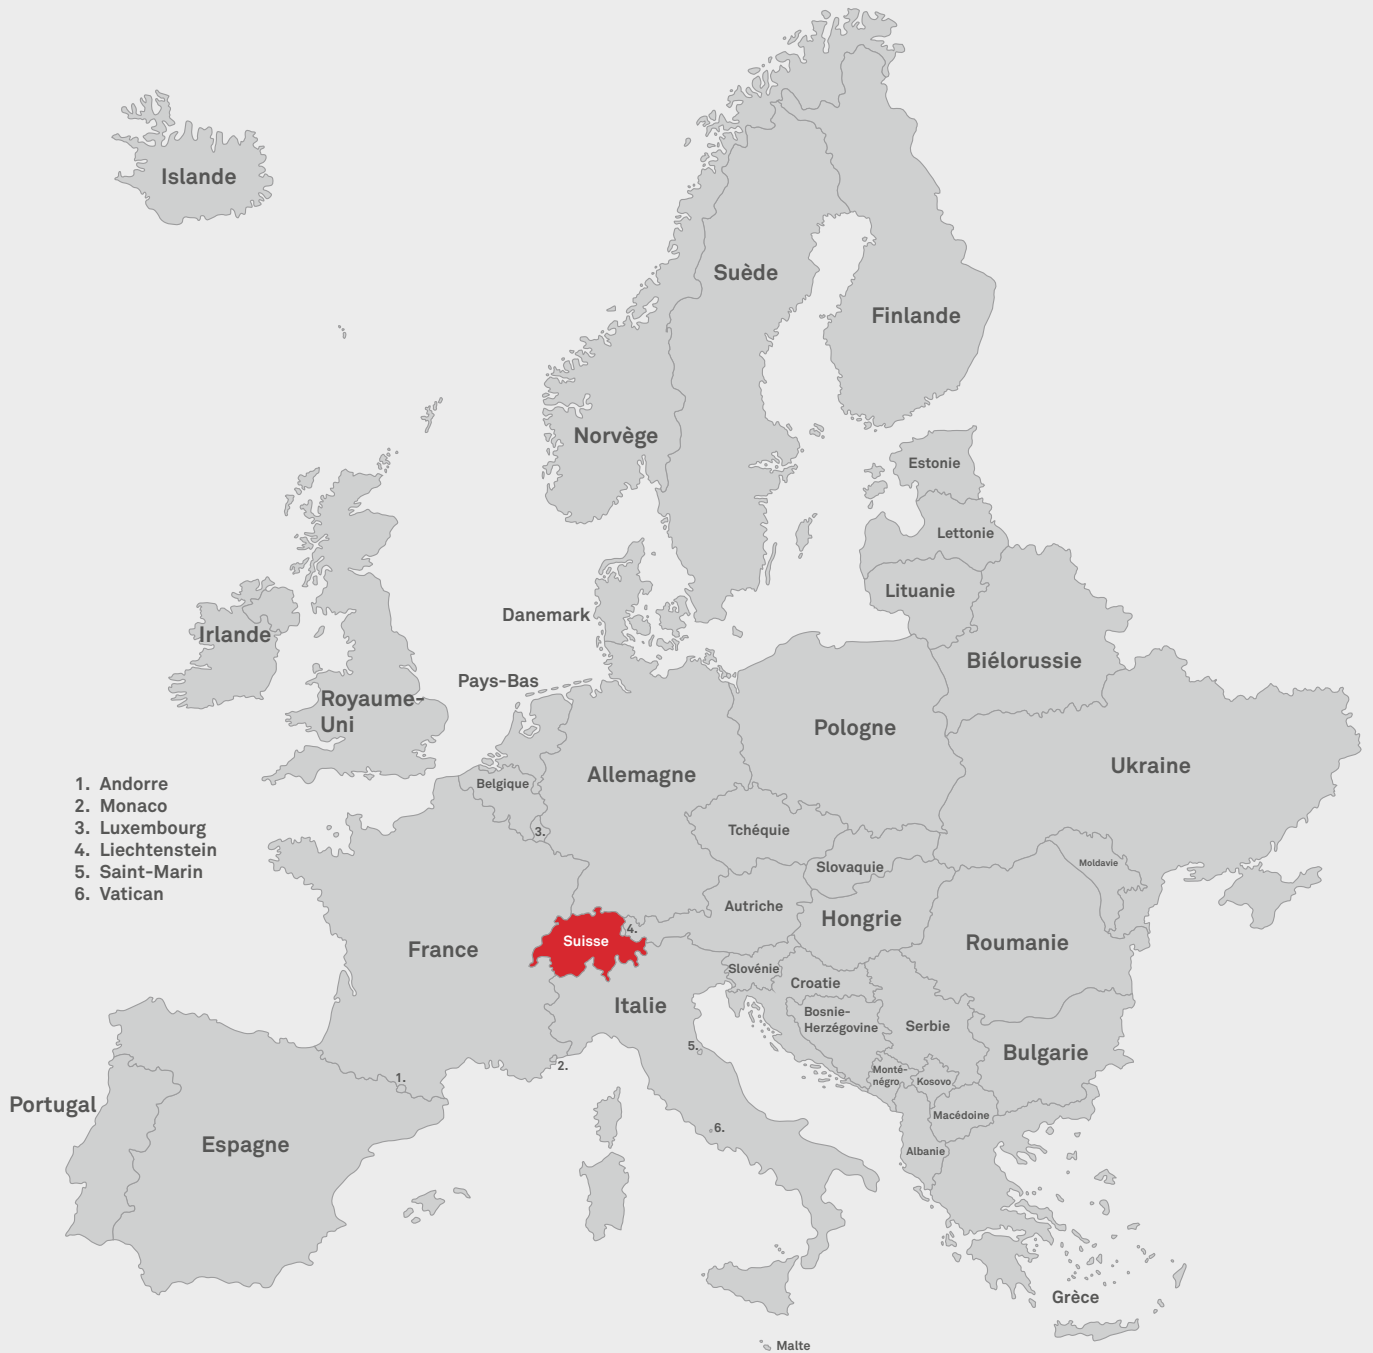 Islande
Suède
Finlande
Norvège
Estonie
Lettonie
Lituanie
Danemark
Irlande
Biélorussie
Pays-Bas
Royaume-
Uni
Pologne
Ukraine
Allemagne
Belgique
1. Andorre
2. Monaco
3. Luxembourg
4. Liechtenstein
5. Saint-Marin
6. Vatican
3.
Tchéquie
Slovaquie
Moldavie
Autriche
Hongrie
4.
Suisse
France
Roumanie
Slovénie
Croatie
Italie
Bosnie-
Herzégovine
Serbie
Bulgarie
5.
2.
1.
Monté-
négro
Kosovo
Portugal
Macédoine
6.
Espagne
Albanie
Grèce
Malte